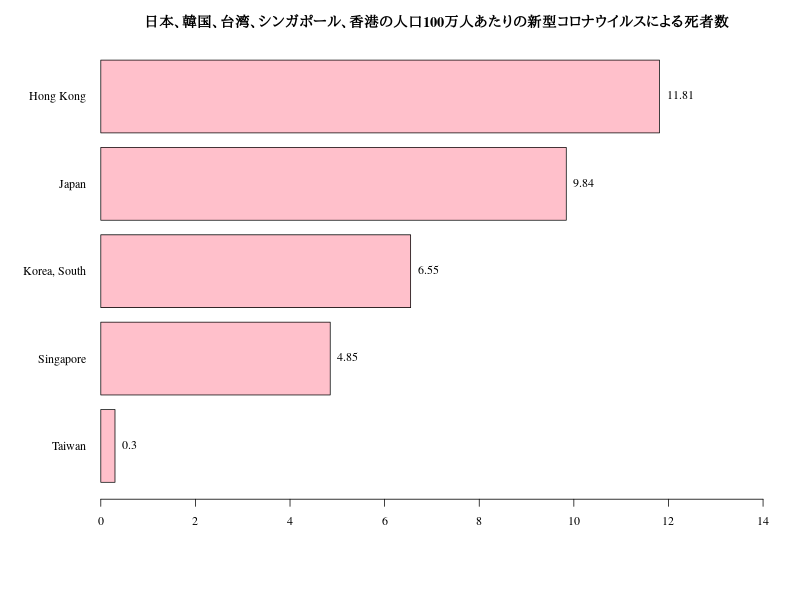 日本、韓国、台湾、シンガポール、香港の人口100万人あたりの新型コロナウイルスによる死者数
Hong Kong 11.81
Japan 9.84
Korea, South 6.55
Singapore 4.85
Taiwan 0.3
0 2 4 6 8 10 12 14